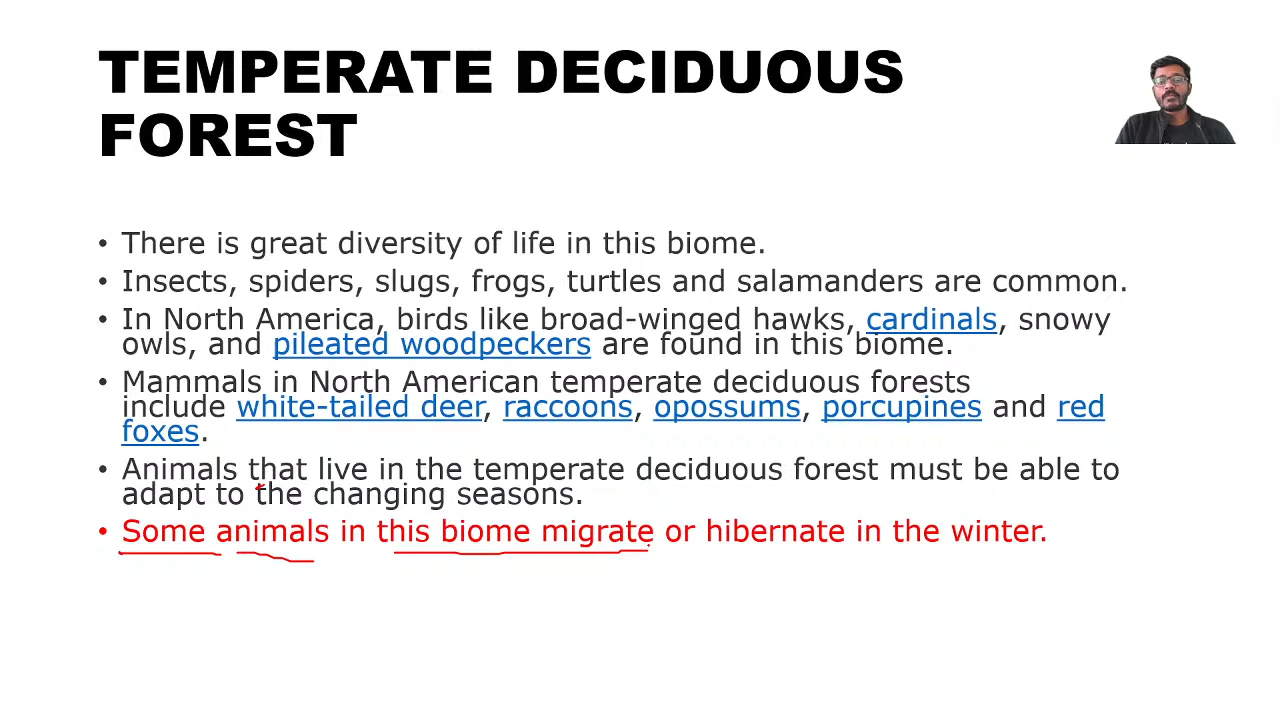 TEMPERATE DECIDUOUS
FOREST
• There is great diversity of life in this biome.
• Insects, spiders, slugs, frogs, turtles and salamanders are common.
• In North America, birds like broad-winged hawks, cardinals, snowy
owls, and pileated woodpeckers are found in this biome.
• Mammals in North American temperate deciduous forests
include white-tailed deer, raccoons, opossums, porcupines and red
foxes.
• Animals that live in the temperate deciduous forest must be able to
adapt to the changing seasons.
• Some animals in this biome migrate or hibernate in the winter.